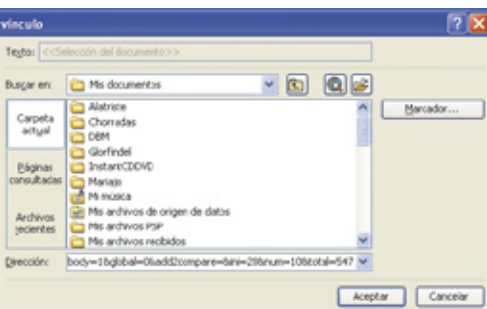 vínculo
Texto: <<Selección del documento>>
Buscar en: Mis documentos
Carpeta actual
Páginas consultadas
Archivos recientes
Alatriste
Chorradas
DBM
Glorfindel
InstantCDDVD
Mariajo
Mi música
Mis archivos de origen de datos
Mis archivos PSP
Mis archivos recibidos
Marcador...
Dirección: body=1&global=0&add2compare=&ini=20&num=10&total=547
Aceptar
Cancelar